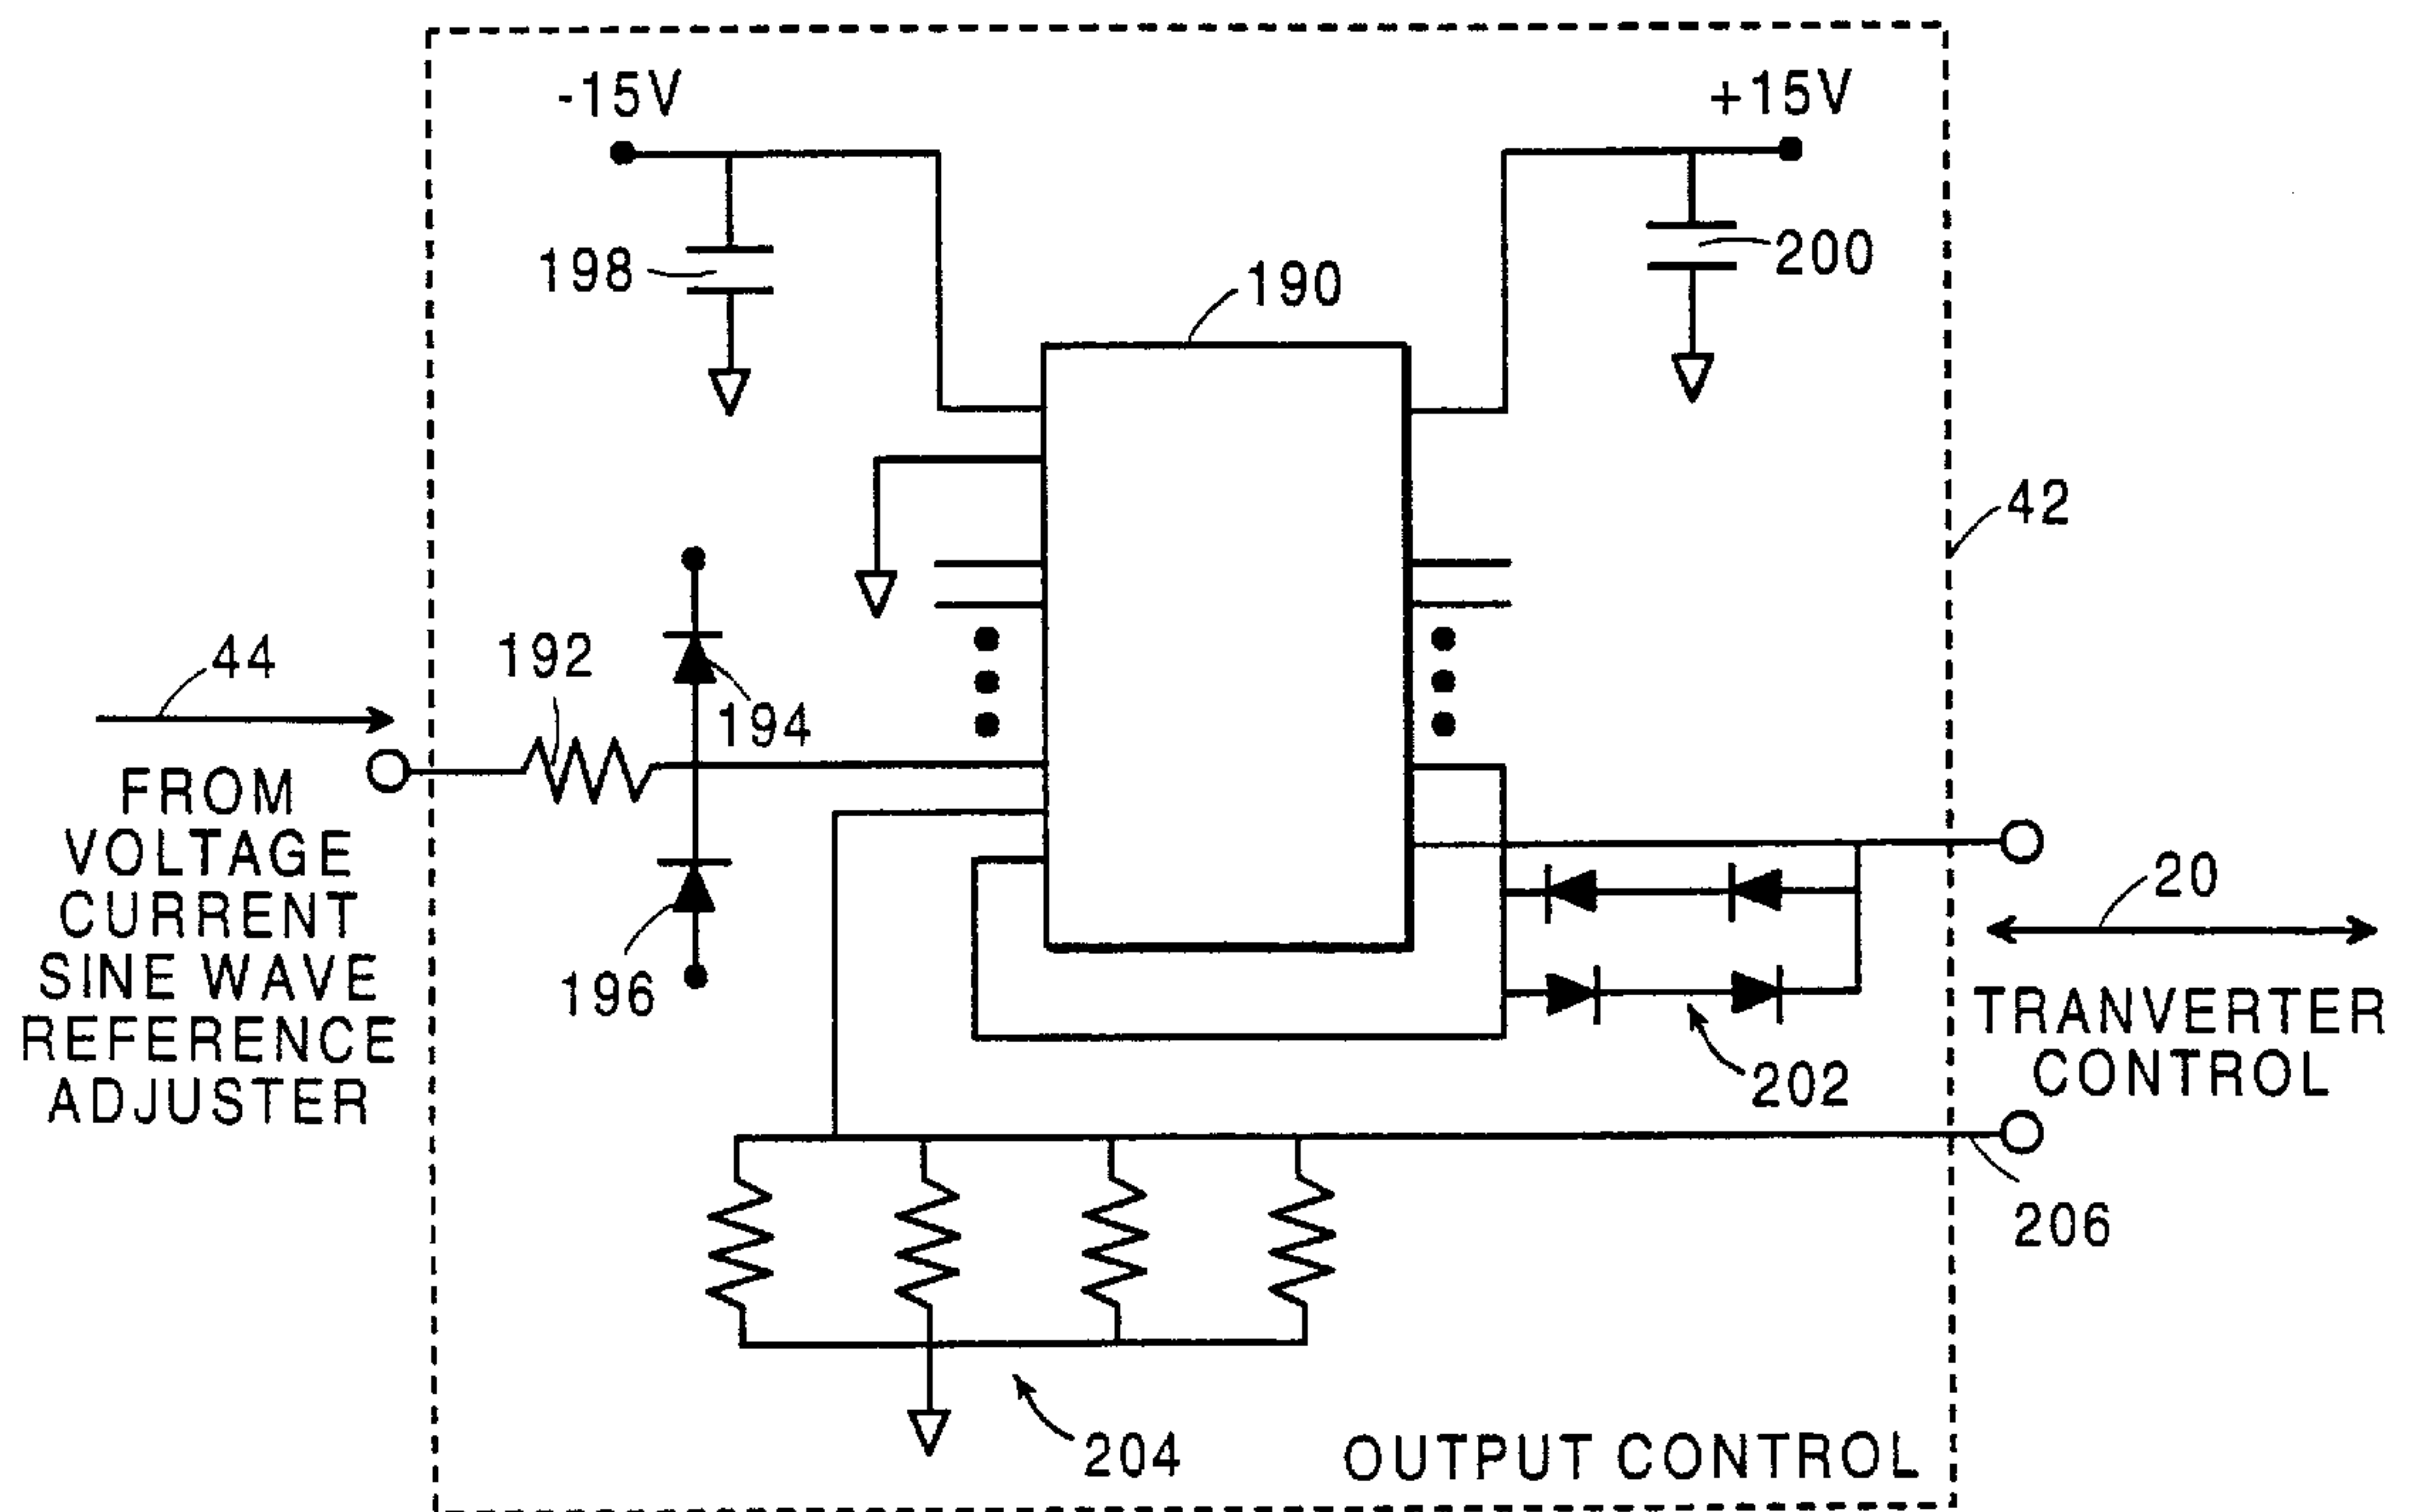 -15V
+15V
198
200
190
42
44
192
194
FROM
VOLTAGE
CURRENT
SINE WAVE
REFERENCE
ADJUSTER
196
20
TRANVERTER
CONTROL
202
206
204
OUTPUT CONTROL